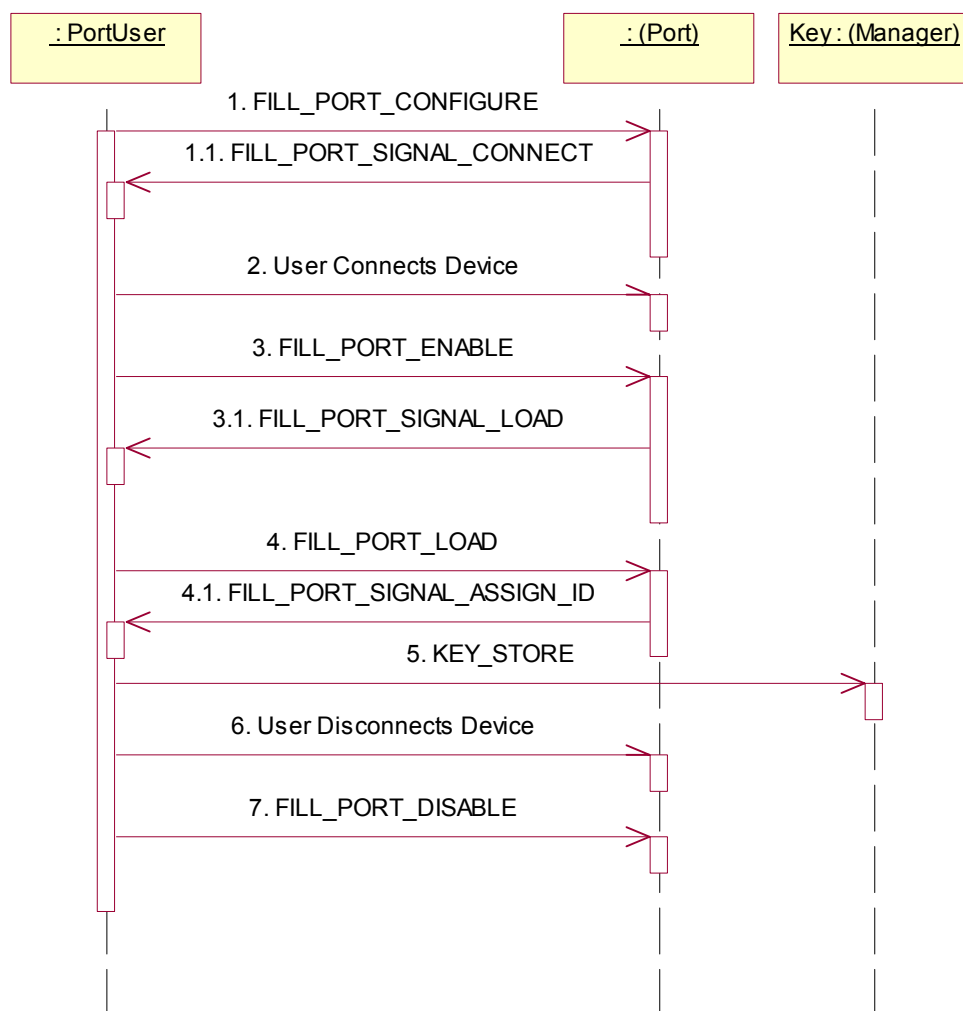 : PortUser
: (Port)
Key : (Manager)
1. FILL_PORT_CONFIGURE
1.1. FILL_PORT_SIGNAL_CONNECT
2. User Connects Device
3. FILL_PORT_ENABLE
3.1. FILL_PORT_SIGNAL_LOAD
4. FILL_PORT_LOAD
4.1. FILL_PORT_SIGNAL_ASSIGN_ID
5. KEY_STORE
6. User Disconnects Device
7. FILL_PORT_DISABLE